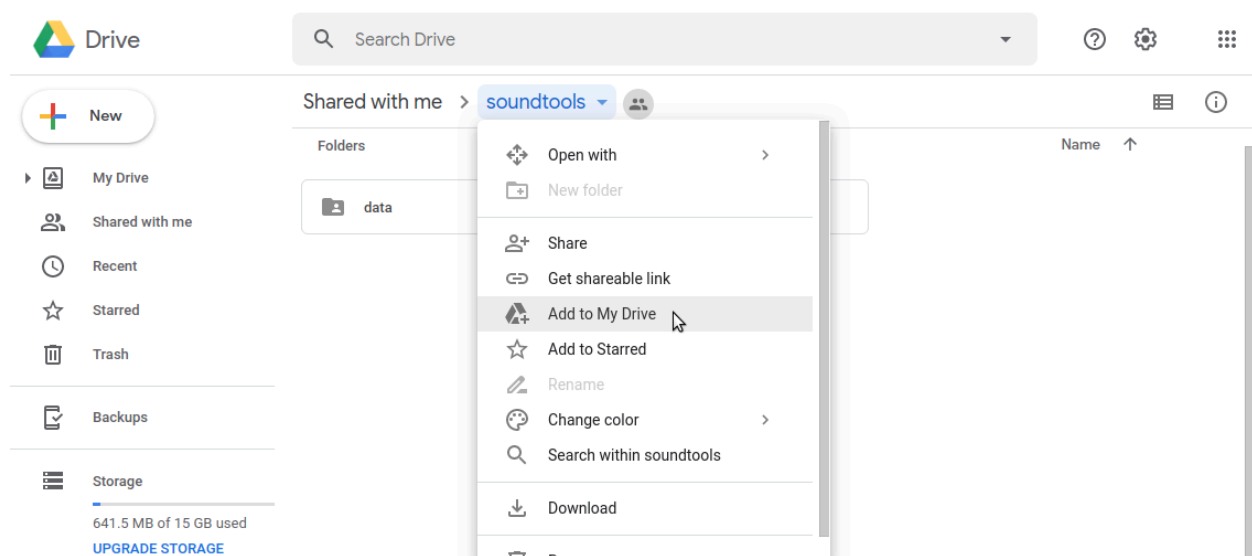 Drive
Search Drive
New
My Drive
Shared with me
Recent
Starred
Trash
Backups
Storage
641.5 MB of 15 GB used
UPGRADE STORAGE
Shared with me > soundtools
Folders
Name
data
Open with
New folder
Share
Get shareable link
Add to My Drive
Add to Starred
Rename
Change color
Search within soundtools
Download